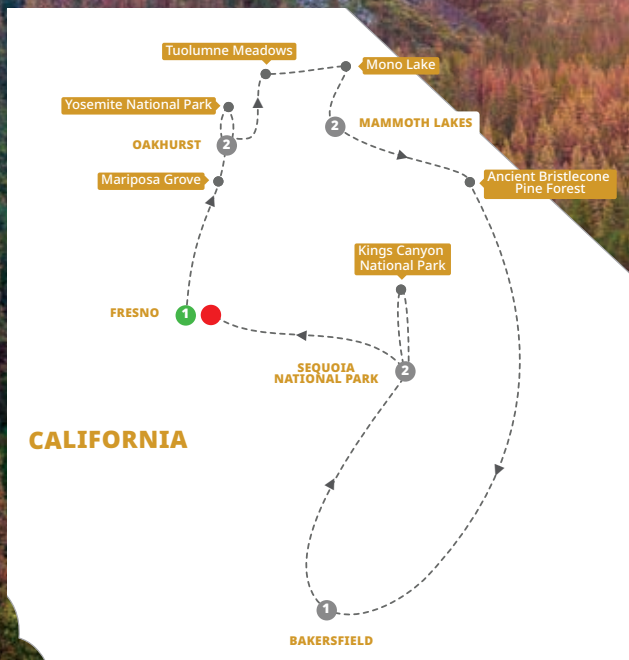 Tuolumne Meadows
Mono Lake
Yosemite National Park
2
MAMMOTH LAKES
OAKHURST
2
Mariposa Grove
Ancient Bristlecone
Pine Forest
Kings Canyon
National Park
FRESNO
1
SEQUOIA
NATIONAL PARK
2
CALIFORNIA
1
BAKERSFIELD